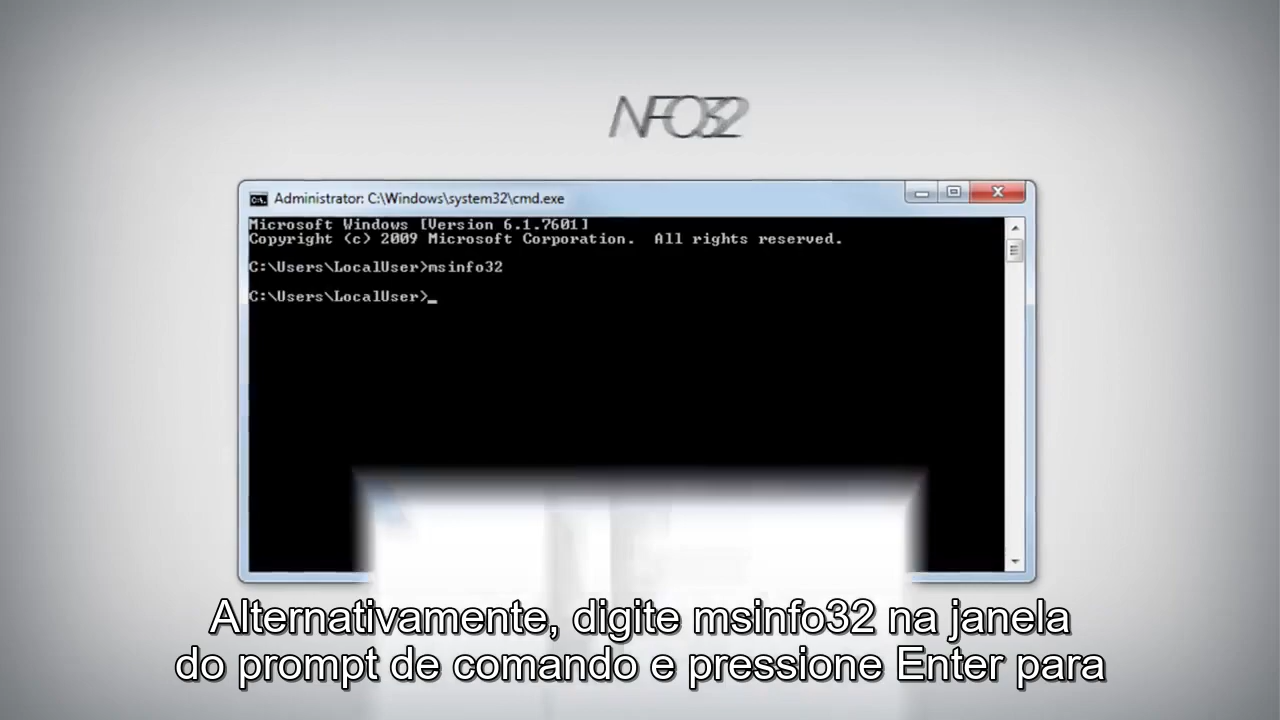 NFO32
Administrator: C:\Windows\system32\cmd.exe
Microsoft Windows [Version 6.1.7601]
Copyright (c) 2009 Microsoft Corporation.  All rights reserved.
C:\Users\LocalUser>msinfo32
C:\Users\LocalUser>_
Alternativamente, digite msinfo32 na janela
do prompt de comando e pressione Enter para